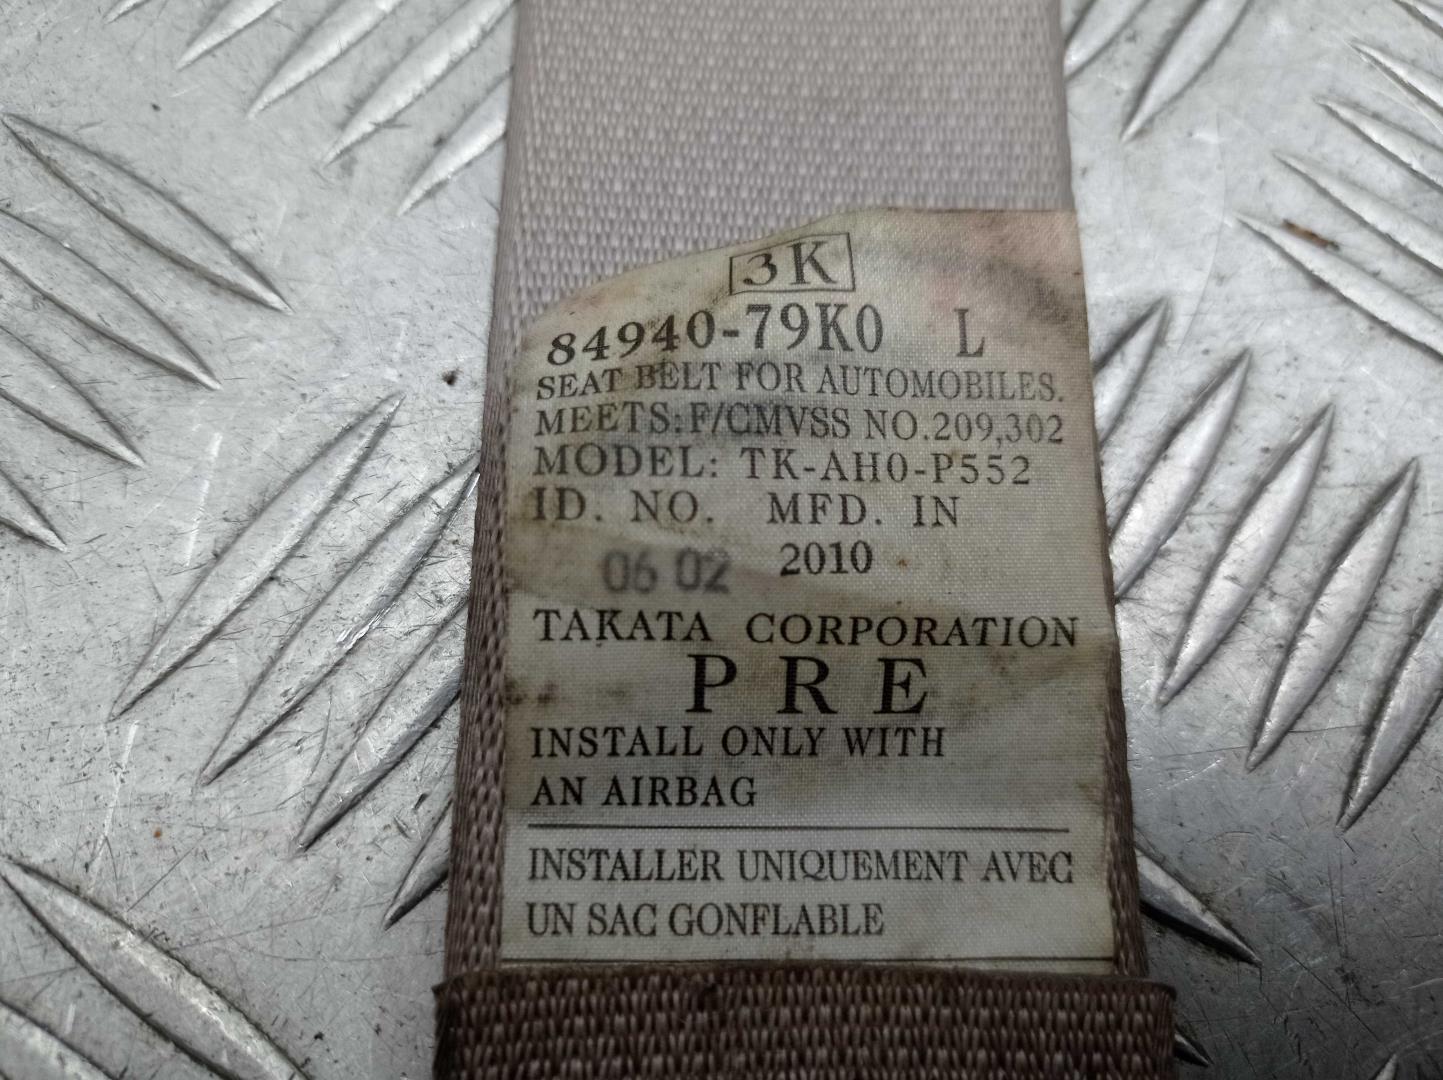 3K
84940-79K0 L
SEAT BELT FOR AUTOMOBILES.
MEETS:F/CMVSS NO.209,302
MODEL: TK-AH0-P552
ID. NO. MFD. IN
06 02 2010
TAKATA CORPORATION
PRE
INSTALL ONLY WITH
AN AIRBAG
INSTALLER UNIQUEMENT AVEC
UN SAC GONFLABLE